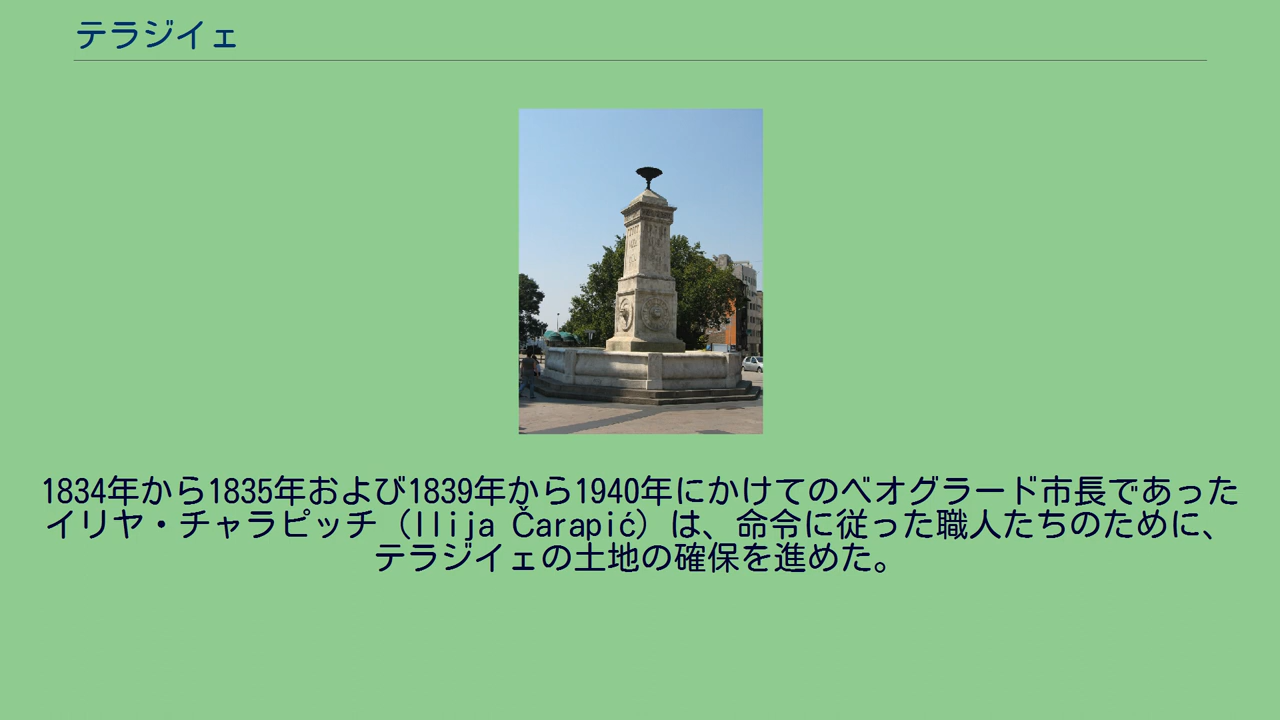 テラジイェ
1834年から1835年および1839年から1940年にかけてのベオグラード市長であった
イリヤ・チャラピッチ（Ilija Čarapić）は、命令に従った職人たちのために、
テラジイェの土地の確保を進めた。